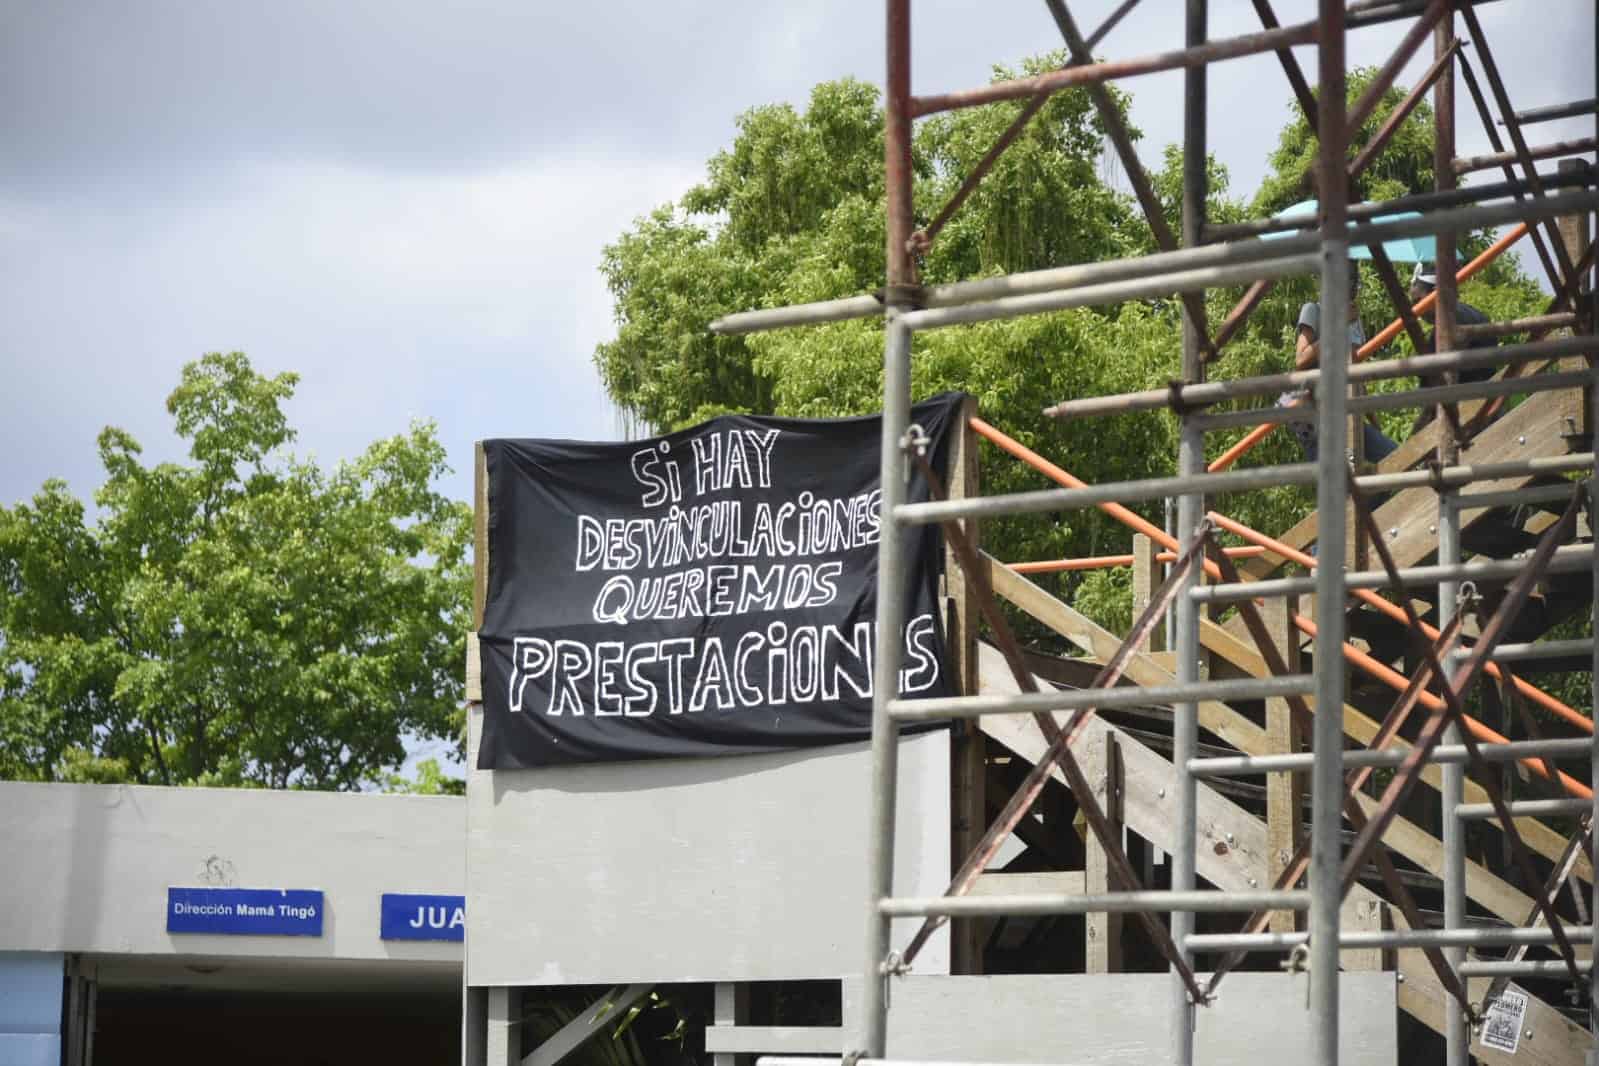 Si HAY
DESViNCULACiONES
QUEREMOS
PRESTACiONES
Dirección Mamá Tingó
JUA